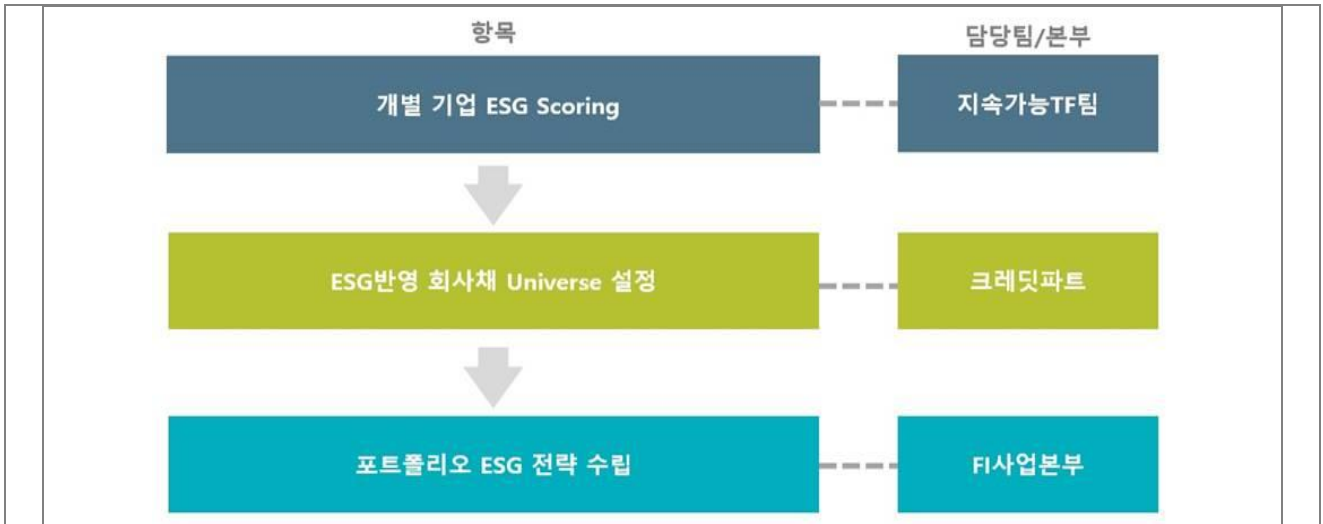 항목
담당팀/본부
개별 기업 ESG Scoring
지속가능TF팀
ESG반영 회사채 Universe 설정
크레딧파트
포트폴리오 ESG 전략 수립
FI사업본부